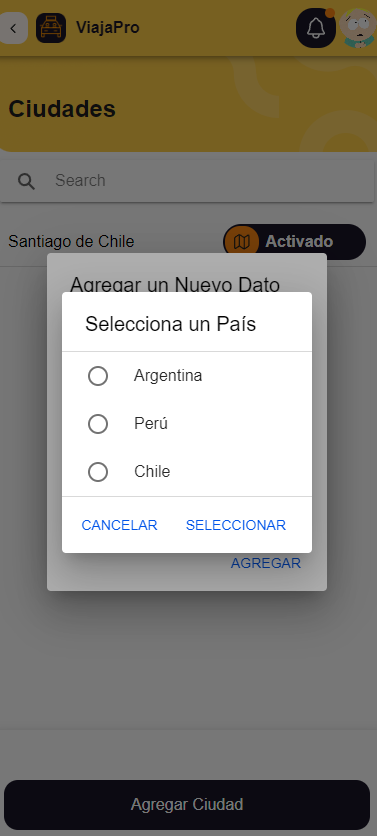 ViajaPro
Ciudades
Search
Santiago de Chile
Activado
Agregar un Nuevo Dato
Selecciona un País
Argentina
Perú
Chile
CANCELAR
SELECCIONAR
AGREGAR
Agregar Ciudad